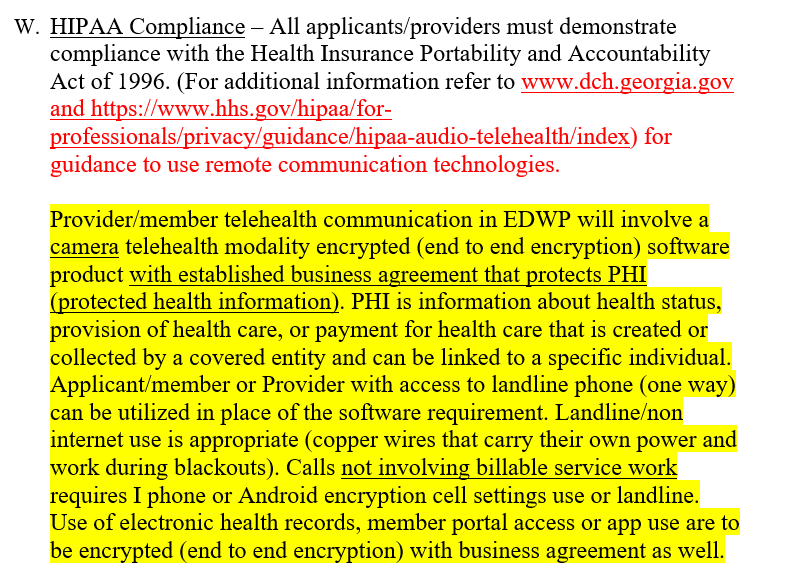 W. HIPAA Compliance – All applicants/providers must demonstrate
compliance with the Health Insurance Portability and Accountability
Act of 1996. (For additional information refer to www.dch.georgia.gov
and https://www.hhs.gov/hipaa/for-
professionals/privacy/guidance/hipaa-audio-telehealth/index) for
guidance to use remote communication technologies.
Provider/member telehealth communication in EDWP will involve a
camera telehealth modality encrypted (end to end encryption) software
product with established business agreement that protects PHI
(protected health information). PHI is information about health status,
provision of health care, or payment for health care that is created or
collected by a covered entity and can be linked to a specific individual.
Applicant/member or Provider with access to landline phone (one way)
can be utilized in place of the software requirement. Landline/non
internet use is appropriate (copper wires that carry their own power and
work during blackouts). Calls not involving billable service work
requires I phone or Android encryption cell settings use or landline.
Use of electronic health records, member portal access or app use are to
be encrypted (end to end encryption) with business agreement as well.